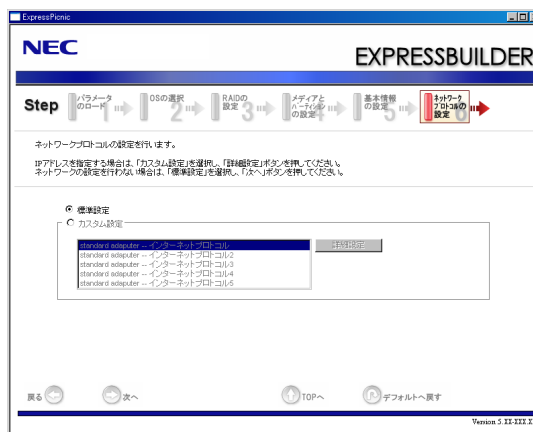 ExpressPicnic
NEC
EXPRESSBUILDER
Step
パラメータのロード 1
OSの選択 2
RAIDの設定 3
メディアとパーティションの設定 4
基本情報の設定 5
ネットワークプロトコルの設定 6
ネットワークプロトコルの設定を行います。
IPアドレスを指定する場合は、「カスタム設定」を選択し、「詳細設定」ボタンを押してください。
ネットワークの設定を行わない場合は、「標準設定」を選択し、「次へ」ボタンを押してください。
標準設定
カスタム設定
standard adapter -- インターネットプロトコル
standard adapter -- インターネットプロトコル2
standard adapter -- インターネットプロトコル3
standard adapter -- インターネットプロトコル4
standard adapter -- インターネットプロトコル5
詳細設定
戻る
次へ
TOPへ
デフォルトへ戻す
Version 5.XX-XXX.X